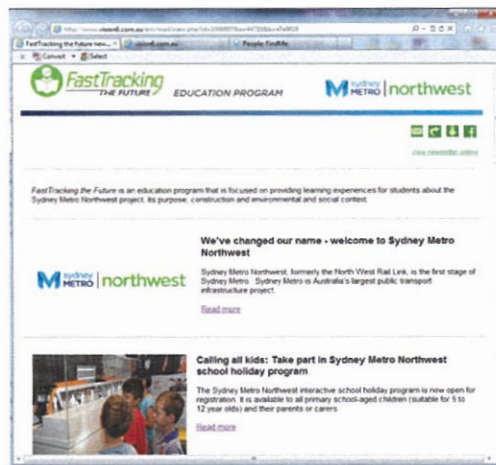 FastTracking the future new...
vision6.com.au
People FindMe
Convert
Select
FastTracking
THE FUTURE
EDUCATION PROGRAM
sydney
METRO
northwest
View newsletter online
FastTracking the Future is an education program that is focused on providing learning experiences for students about the
Sydney Metro Northwest project, its purpose, construction and environmental and social context.
We've changed our name - welcome to Sydney Metro
Northwest
sydney
METRO
northwest
Sydney Metro Northwest, formerly the North West Rail Link, is the first stage of
Sydney Metro. Sydney Metro is Australia's largest public transport
infrastructure project.
Read more
Calling all kids: Take part in Sydney Metro Northwest
school holiday program
The Sydney Metro Northwest interactive school holiday program is now open for
registration. It is available to all primary school-aged children (suitable for 5 to
12 year olds) and their parents or carers.
Read more